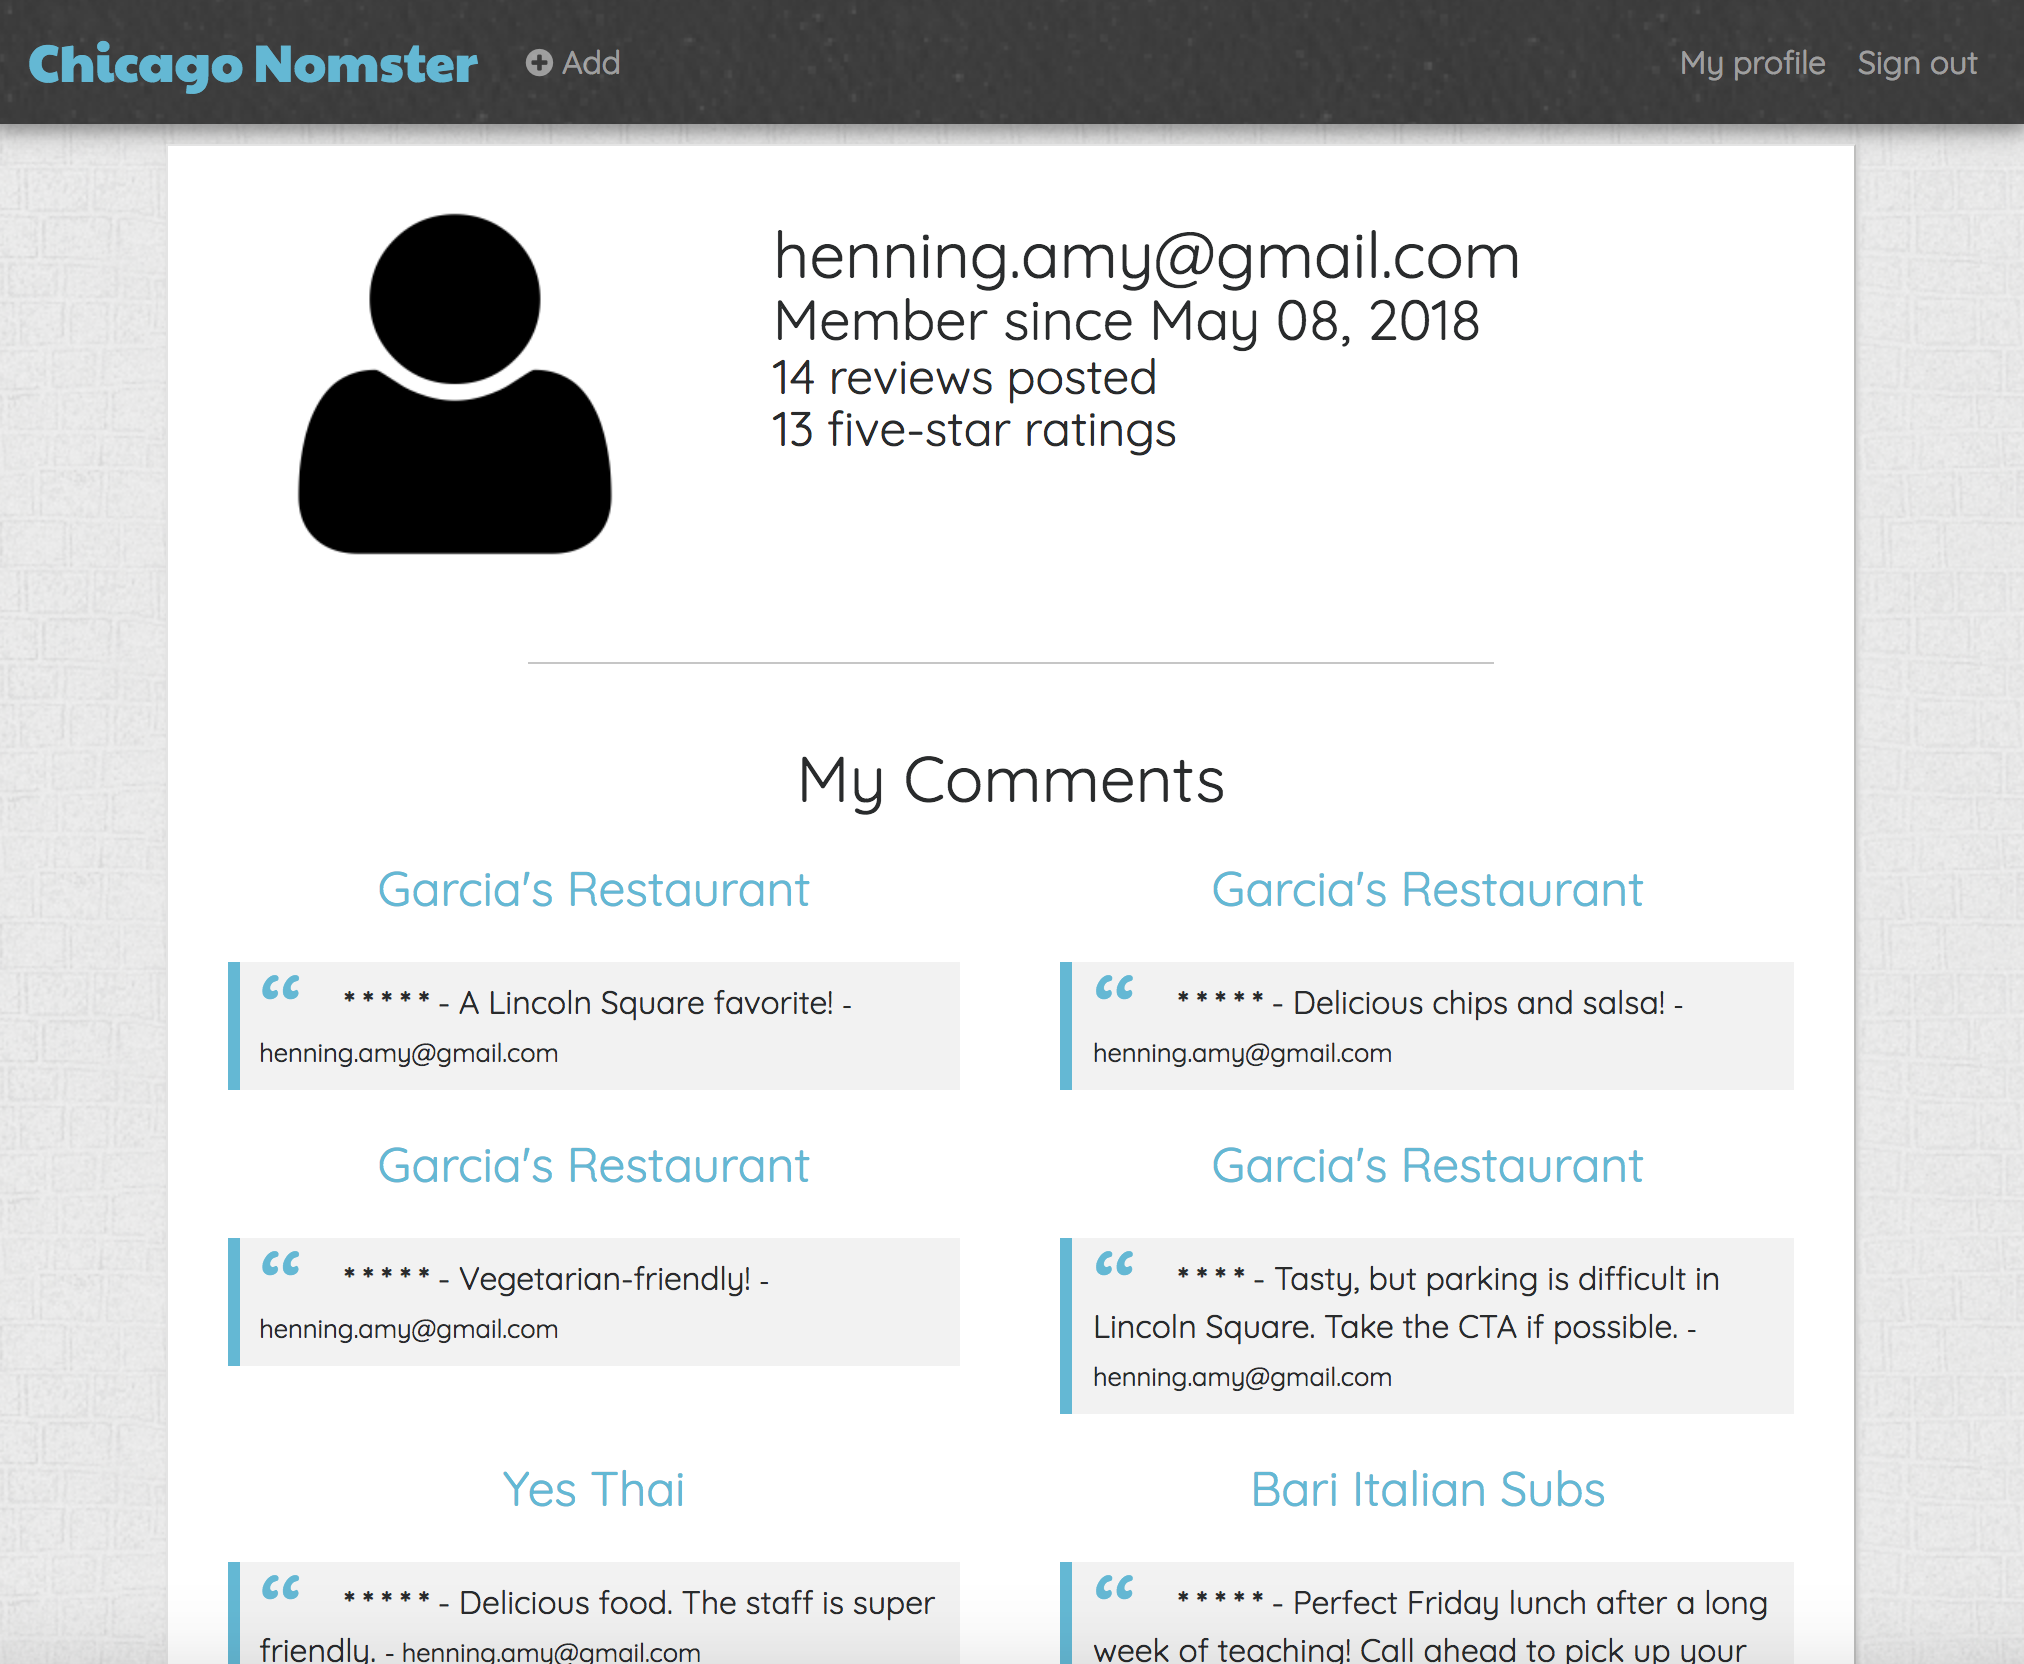 Chicago Nomster Add My profile Sign out
henning.amy@gmail.com
Member since May 08, 2018
14 reviews posted
13 five-star ratings
My Comments
Garcia's Restaurant
“ * * * * * - A Lincoln Square favorite! -
henning.amy@gmail.com
Garcia's Restaurant
“ * * * * * - Delicious chips and salsa! -
henning.amy@gmail.com
Garcia's Restaurant
“ * * * * * - Vegetarian-friendly! -
henning.amy@gmail.com
Garcia's Restaurant
“ * * * * - Tasty, but parking is difficult in
Lincoln Square. Take the CTA if possible. -
henning.amy@gmail.com
Yes Thai
“ * * * * * - Delicious food. The staff is super
friendly. - henning.amy@gmail.com
Bari Italian Subs
“ * * * * * - Perfect Friday lunch after a long
week of teaching! Call ahead to pick up your